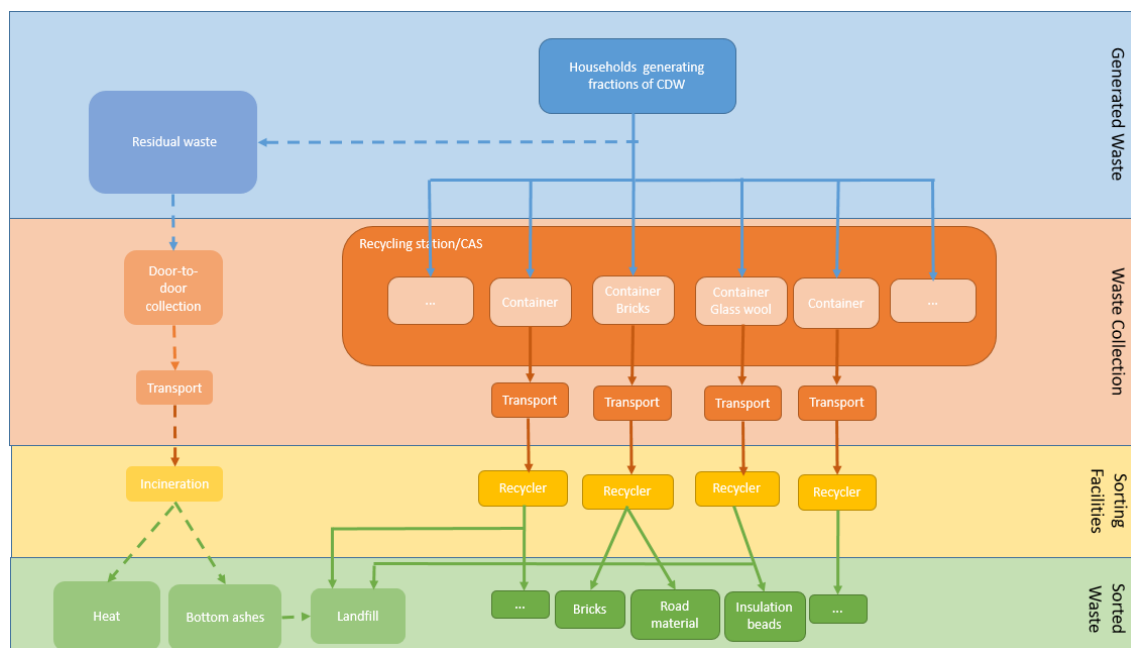 Households generating
fractions of CDW
Generated Waste
Residual waste
Recycling station/CAS
Door-to-
door
collection
...
Container
Container
Bricks
Container
Glass wool
Container
...
Waste Collection
Transport
Transport
Transport
Transport
Transport
Incineration
Recycler
Recycler
Recycler
Recycler
Sorting
Facilities
Heat
Bottom ashes
Landfill
...
Bricks
Road
material
Insulation
beads
...
Sorted
Waste